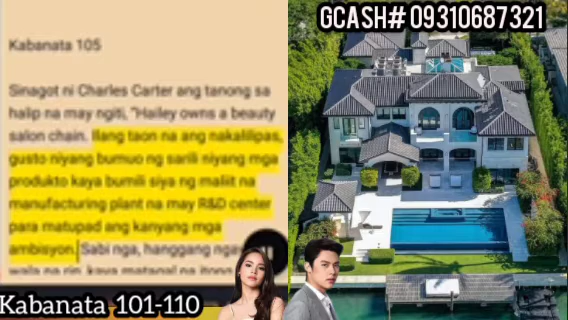 GCASH# 09310687321
Kabanata 105
Sinagot ni Charles Carter ang tanong sa
halip na may ngiti, "Hailey owns a beauty
salon chain. Ilang taon na ang nakalilipas,
gusto niyang bumuo ng sarili niyang mga
produkto kaya bumili siya ng maliit na
manufacturing plant na may R&D center
para matupad ang kanyang mga
ambisyon. Sabi nga, hanggang
Kabanata 101-110